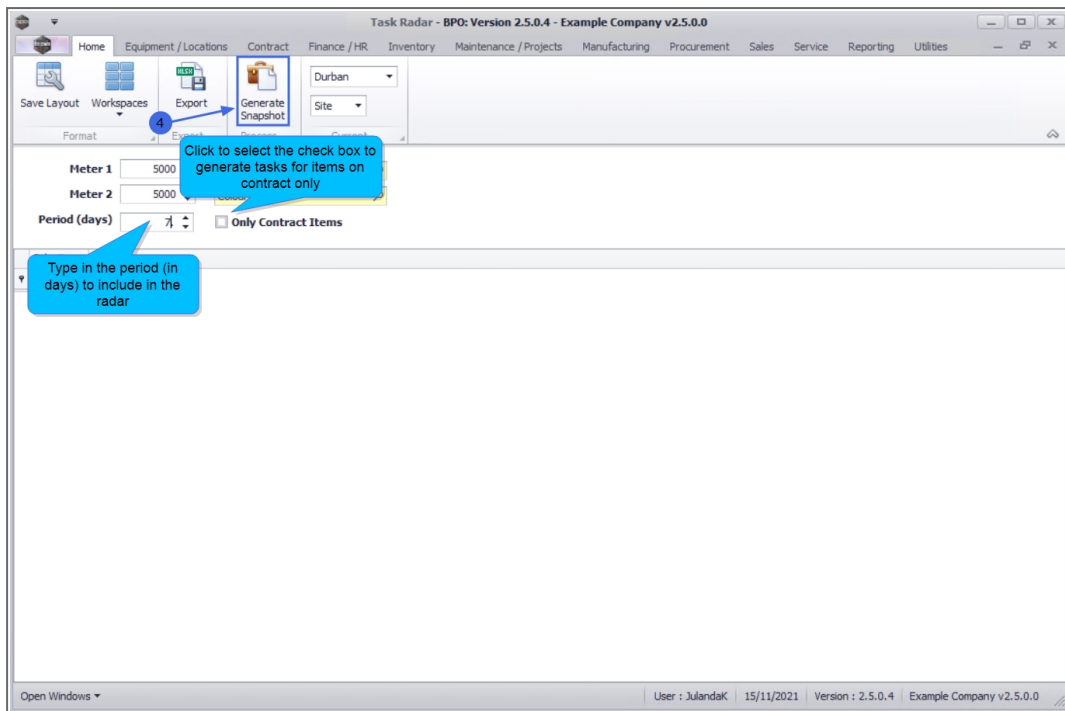 Task Radar - BPO: Version 2.5.0.4 - Example Company v2.5.0.0
Home Equipment / Locations Contract Finance / HR Inventory Maintenance / Projects Manufacturing Procurement Sales Service Reporting Utilities
XLSX
Durban
Save Layout Workspaces Export Generate Snapshot
Site
4
Format
Click to select the check box to
generate tasks for items on
contract only
Meter 1 5000
Meter 2 5000
Period (days) 7 Only Contract Items
Type in the period (in
days) to include in the
radar
Open Windows User : JulandaK 15/11/2021 Version : 2.5.0.4 Example Company v2.5.0.0